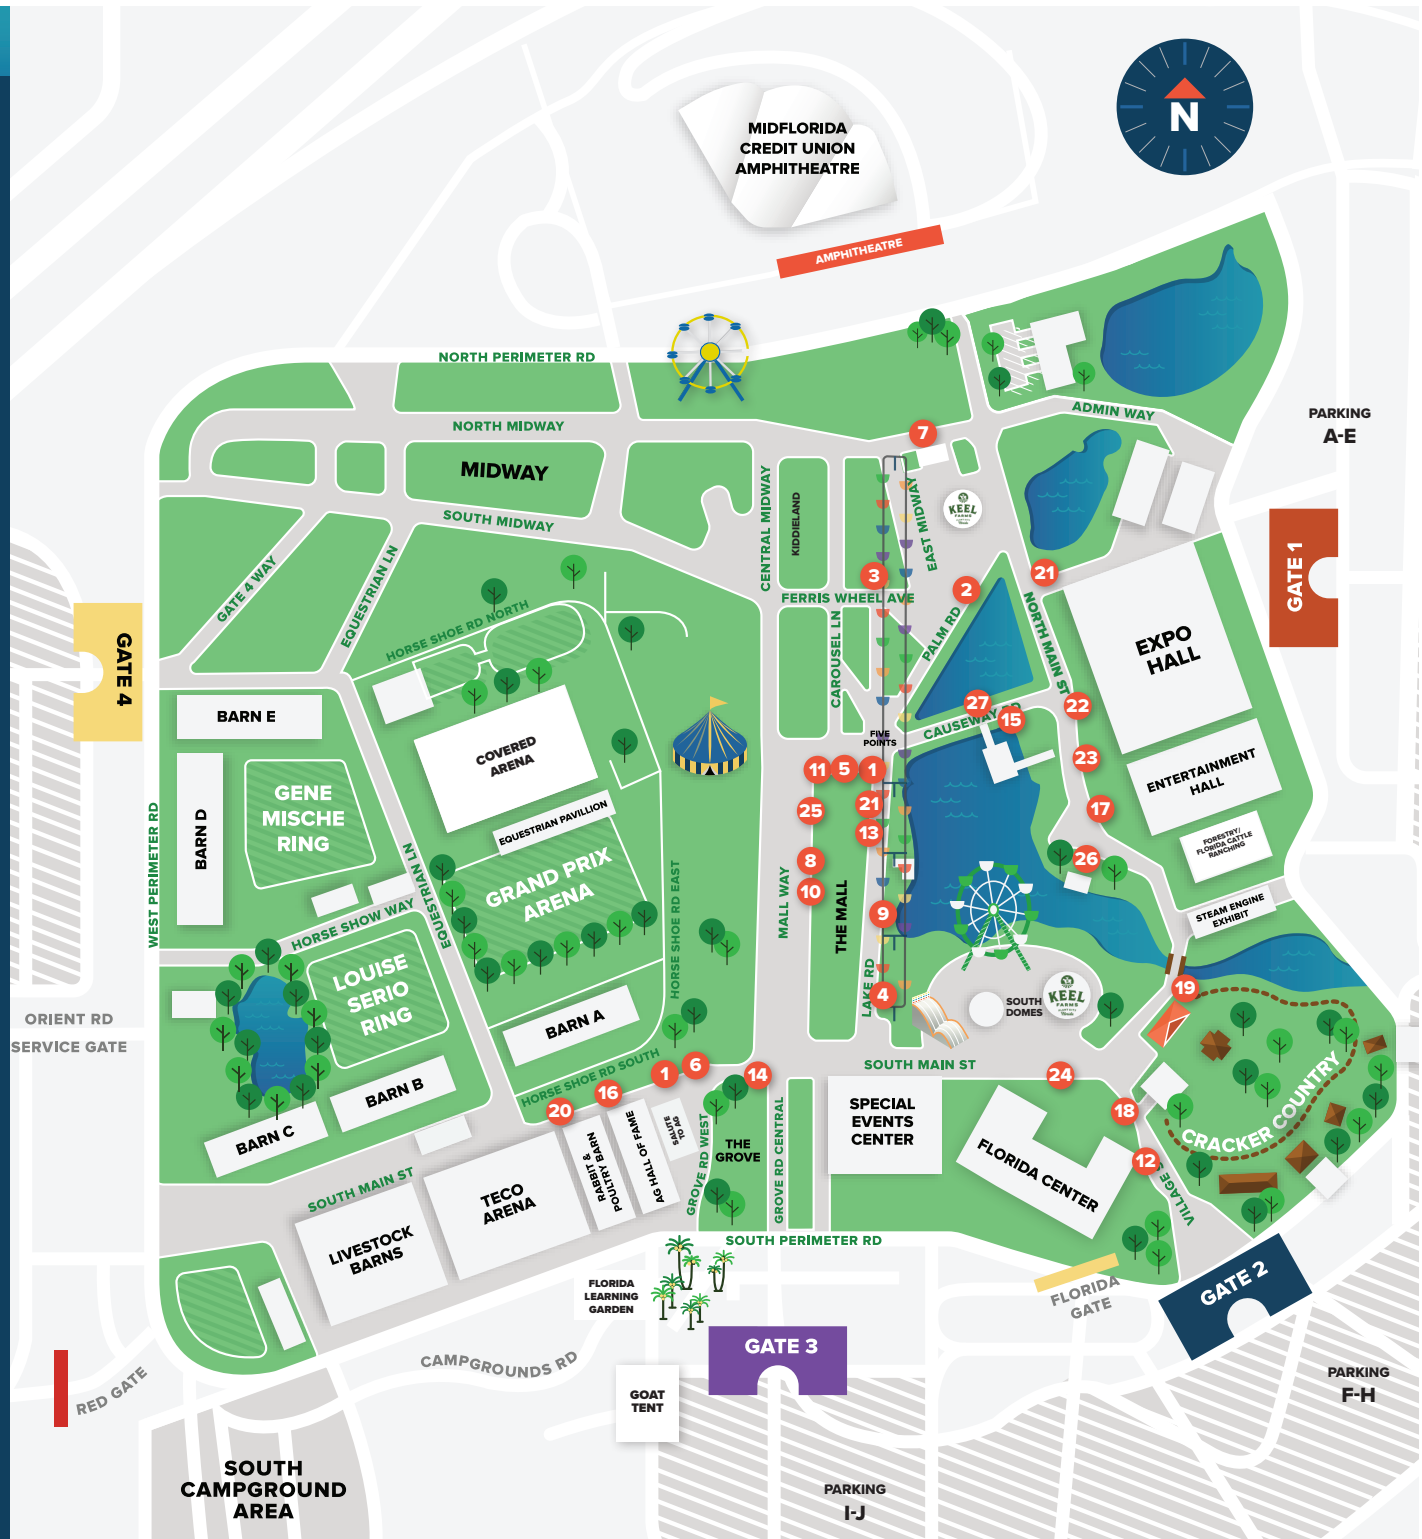 N
MIDFLORIDA
CREDIT UNION
AMPHITHEATRE
AMPHITHEATRE
NORTH PERIMETER RD
ADMIN WAY
PARKING
A-E
NORTH MIDWAY
7
MIDWAY
CENTRAL MIDWAY
KIDDIELAND
EAST MIDWAY
KEEL
FARMS
SOUTH MIDWAY
GATE 1
GATE 4 WAY
EQUESTRIAN LN
3
FERRIS WHEEL AVE
2
21
HORSE SHOE RD NORTH
CAROUSEL LN
PALM RD
NORTH MAIN ST
EXPO
HALL
GATE 4
BARN E
27
15
22
CAUSEWAY RD
FIVE
POINTS
COVERED
ARENA
11
5
1
23
ENTERTAINMENT
HALL
GENE
MISCHE
RING
BARN D
WEST PERIMETER RD
EQUESTRIAN PAVILLION
25
21
13
17
FORESTRY/
FLORIDA CATTLE
RANCHING
EQUESTRIAN LN
GRAND PRIX
ARENA
HORSE SHOE RD EAST
8
10
MALL WAY
THE MALL
26
9
STEAM ENGINE
EXHIBIT
HORSE SHOW WAY
LOUISE
SERIO
RING
LAKE RD
4
19
SOUTH
DOMES
KEEL
FARMS
ORIENT RD
SERVICE GATE
BARN A
SOUTH MAIN ST
HORSE SHOE RD SOUTH
1
6
14
24
BARN B
20
16
18
CRACKER COUNTRY
BARN C
RABBIT &
POULTRY BARN
AG HALL OF FAME
SALUTE
TO AG
GROVE RD WEST
THE
GROVE
GROVE RD CENTRAL
SPECIAL
EVENTS
CENTER
FLORIDA CENTER
12
VILLAGE S
SOUTH MAIN ST
TECO
ARENA
LIVESTOCK
BARNS
SOUTH PERIMETER RD
FLORIDA
LEARNING
GARDEN
FLORIDA
GATE
GATE 2
GATE 3
CAMPGROUNDS RD
RED GATE
GOAT
TENT
PARKING
F-H
SOUTH
CAMPGROUND
AREA
PARKING
I-J